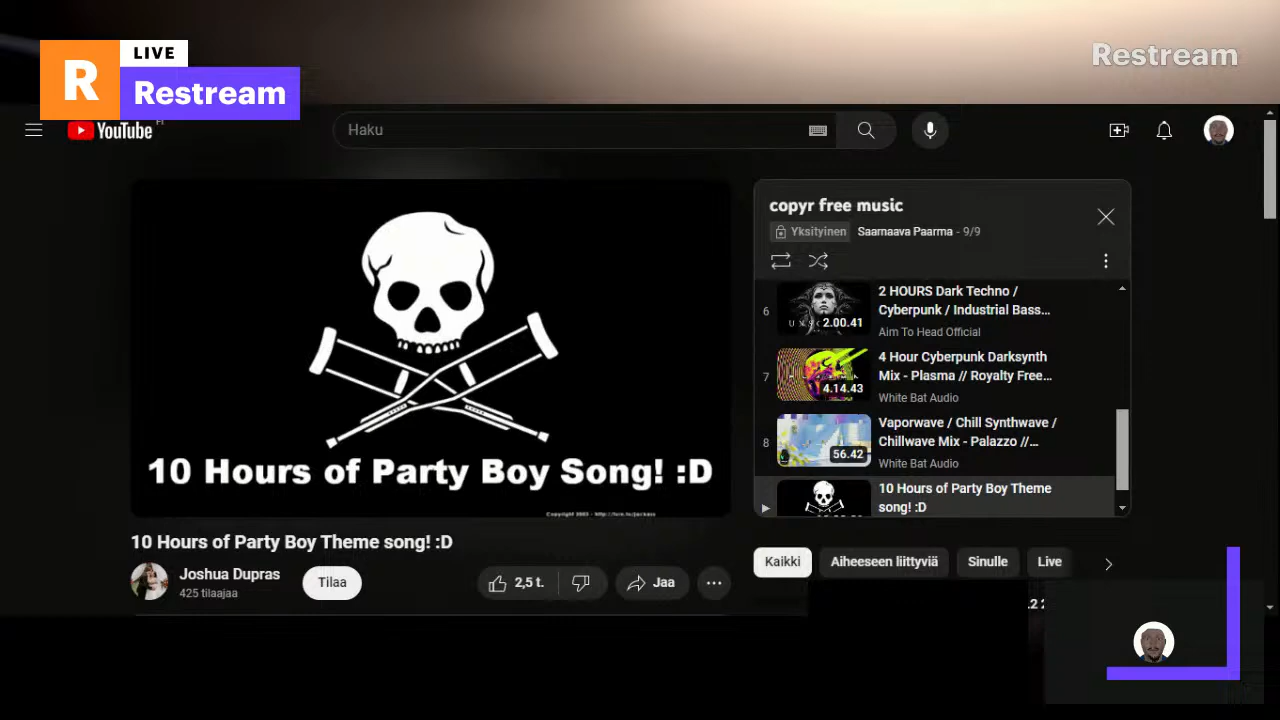 LIVE
R
Restream
Restream
YouTube FI
Haku
10 Hours of Party Boy Song! :D
10 Hours of Party Boy Theme song! :D
Joshua Dupras
425 tilaajaa
Tilaa
2,5 t.
Jaa
copyr free music
Yksityinen
Saarnaava Paarma - 9/9
6
2.00.41
2 HOURS Dark Techno /
Cyberpunk / Industrial Bass...
Aim To Head Official
7
4.14.43
4 Hour Cyberpunk Darksynth
Mix - Plasma // Royalty Free...
White Bat Audio
8
56.42
Vaporwave / Chill Synthwave /
Chillwave Mix - Palazzo //...
White Bat Audio
10 Hours of Party Boy Theme
song! :D
Kaikki
Aiheeseen liittyviä
Sinulle
Live